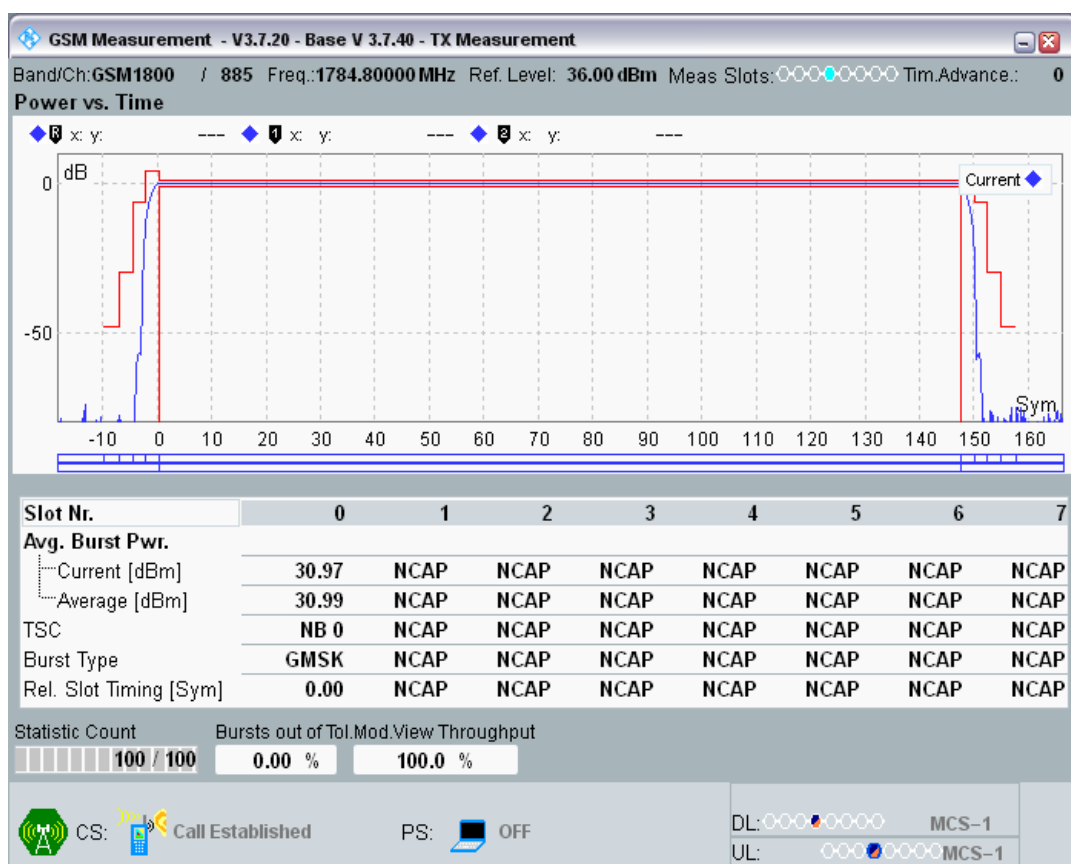 GSM Measurement - V3.7.20 - Base V 3.7.40 - TX Measurement
Band/Ch:GSM1800 / 885 Freq.:1784.80000 MHz Ref. Level: 36.00 dBm Meas Slots: Tim.Advance.: 0
Power vs. Time
R x: y: --- 1 x: y: --- 2 x: y: ---
dB
0
Current
-50
Sym
-10 0 10 20 30 40 50 60 70 80 90 100 110 120 130 140 150 160
Slot Nr. 0 1 2 3 4 5 6 7
Avg. Burst Pwr.
Current [dBm] 30.97 NCAP NCAP NCAP NCAP NCAP NCAP NCAP
Average [dBm] 30.99 NCAP NCAP NCAP NCAP NCAP NCAP NCAP
TSC NB 0 NCAP NCAP NCAP NCAP NCAP NCAP NCAP
Burst Type GMSK NCAP NCAP NCAP NCAP NCAP NCAP NCAP
Rel. Slot Timing [Sym] 0.00 NCAP NCAP NCAP NCAP NCAP NCAP NCAP
Statistic Count Bursts out of Tol.Mod.View Throughput
100 / 100 0.00 % 100.0 %
CS: Call Established PS: OFF DL: MCS-1
UL: MCS-1